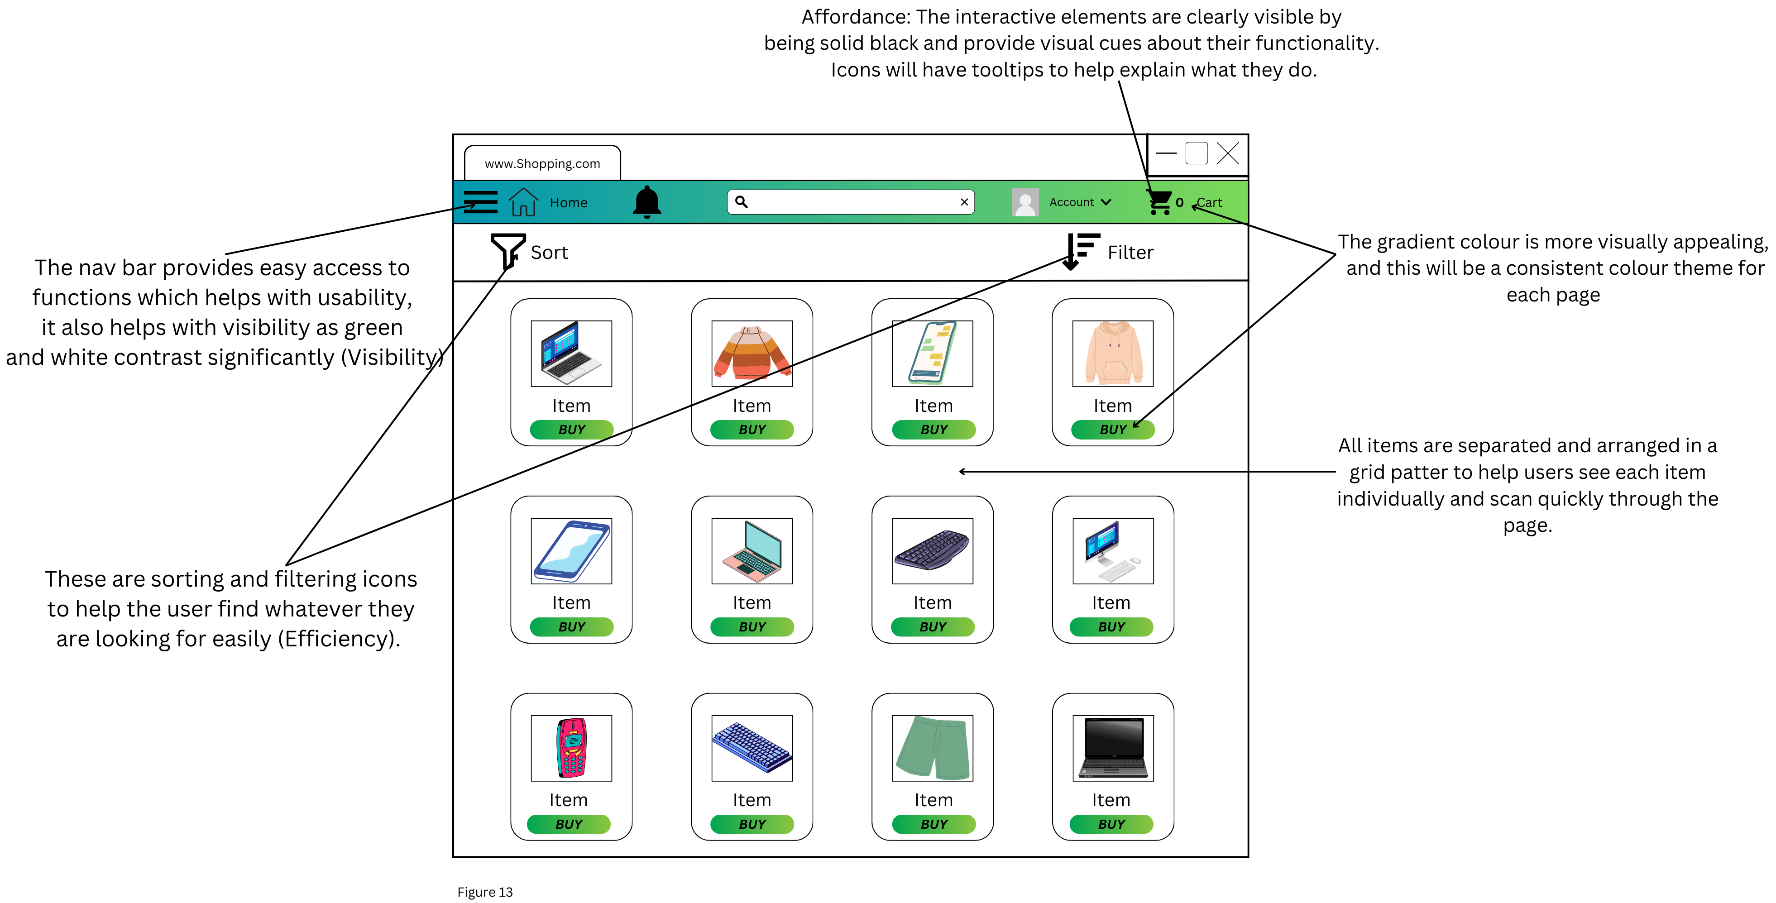 Affordance: The interactive elements are clearly visible by
being solid black and provide visual cues about their functionality.
Icons will have tooltips to help explain what they do.
www.Shopping.com
Home
Account
0
Cart
Sort
Filter
The nav bar provides easy access to
functions which helps with usability,
it also helps with visibility as green
and white contrast significantly (Visibility)
The gradient colour is more visually appealing,
and this will be a consistent colour theme for
each page
Item
Item
Item
Item
BUY
BUY
BUY
BUY
All items are separated and arranged in a
grid patter to help users see each item
individually and scan quickly through the
page.
These are sorting and filtering icons
to help the user find whatever they
are looking for easily (Efficiency).
Item
Item
Item
Item
BUY
BUY
BUY
BUY
Item
Item
Item
Item
BUY
BUY
BUY
BUY
Figure 13